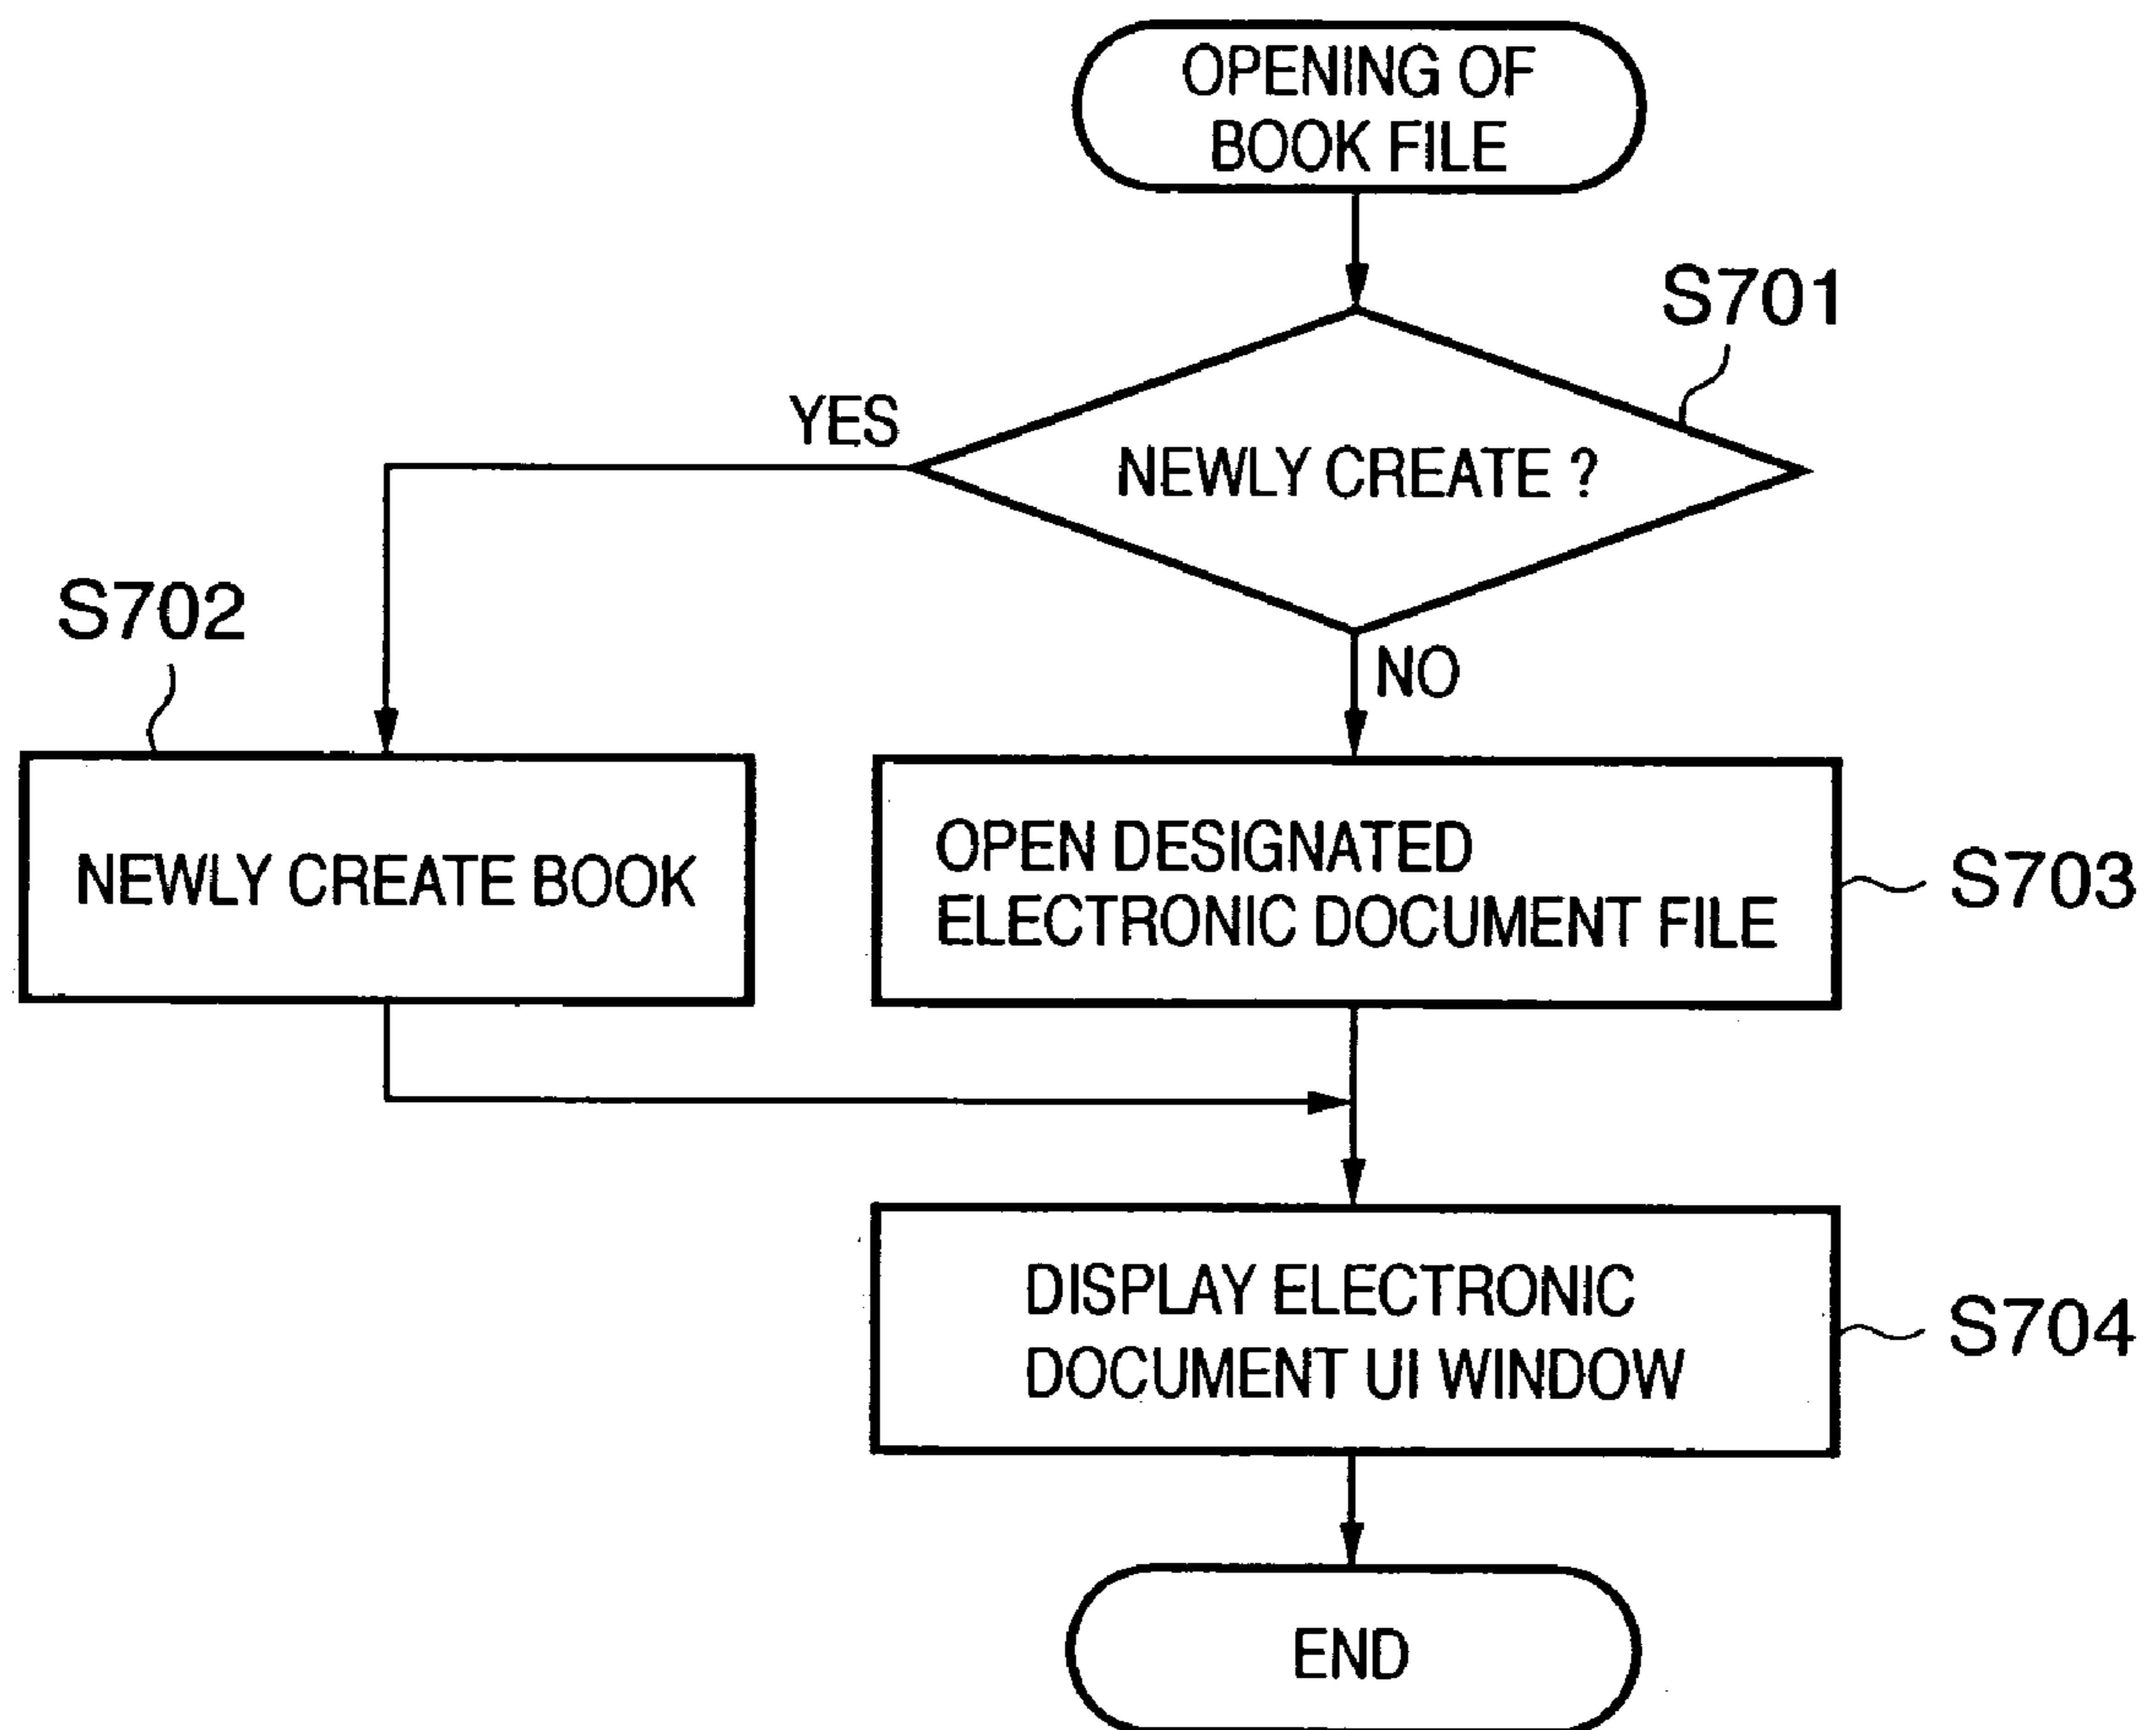 OPENING OF
BOOK FILE
S701
YES
NEWLY CREATE ?
S702
NO
NEWLY CREATE BOOK
OPEN DESIGNATED
ELECTRONIC DOCUMENT FILE
S703
DISPLAY ELECTRONIC
DOCUMENT UI WINDOW
S704
END